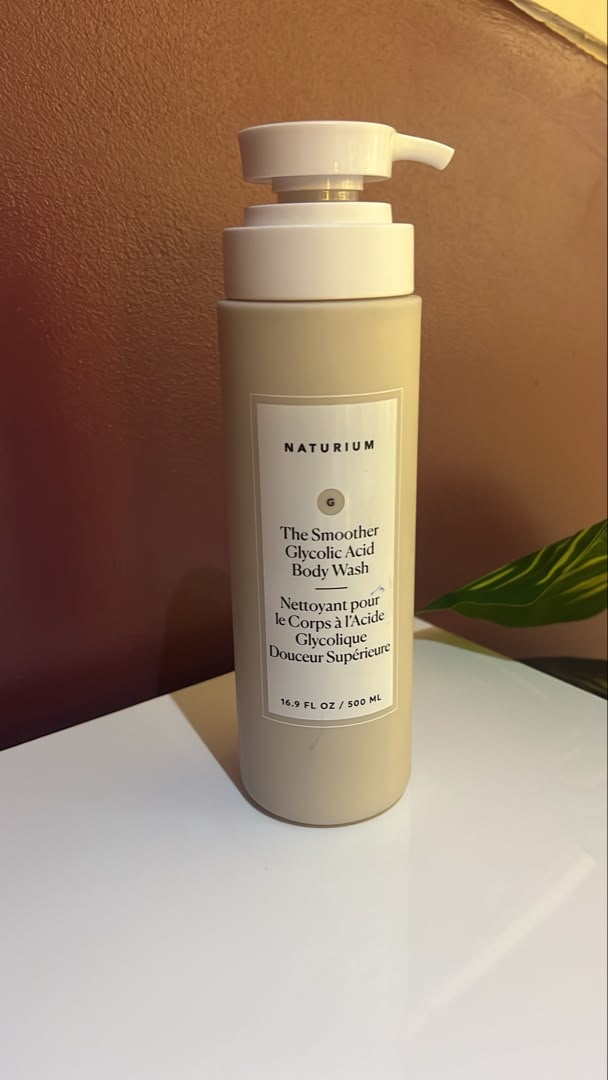 NATURIUM
G
The Smoother
Glycolic Acid
Body Wash
Nettoyant pour
le Corps à l'Acide
Glycolique
Douceur Supérieure
16.9 FL OZ / 500 ML